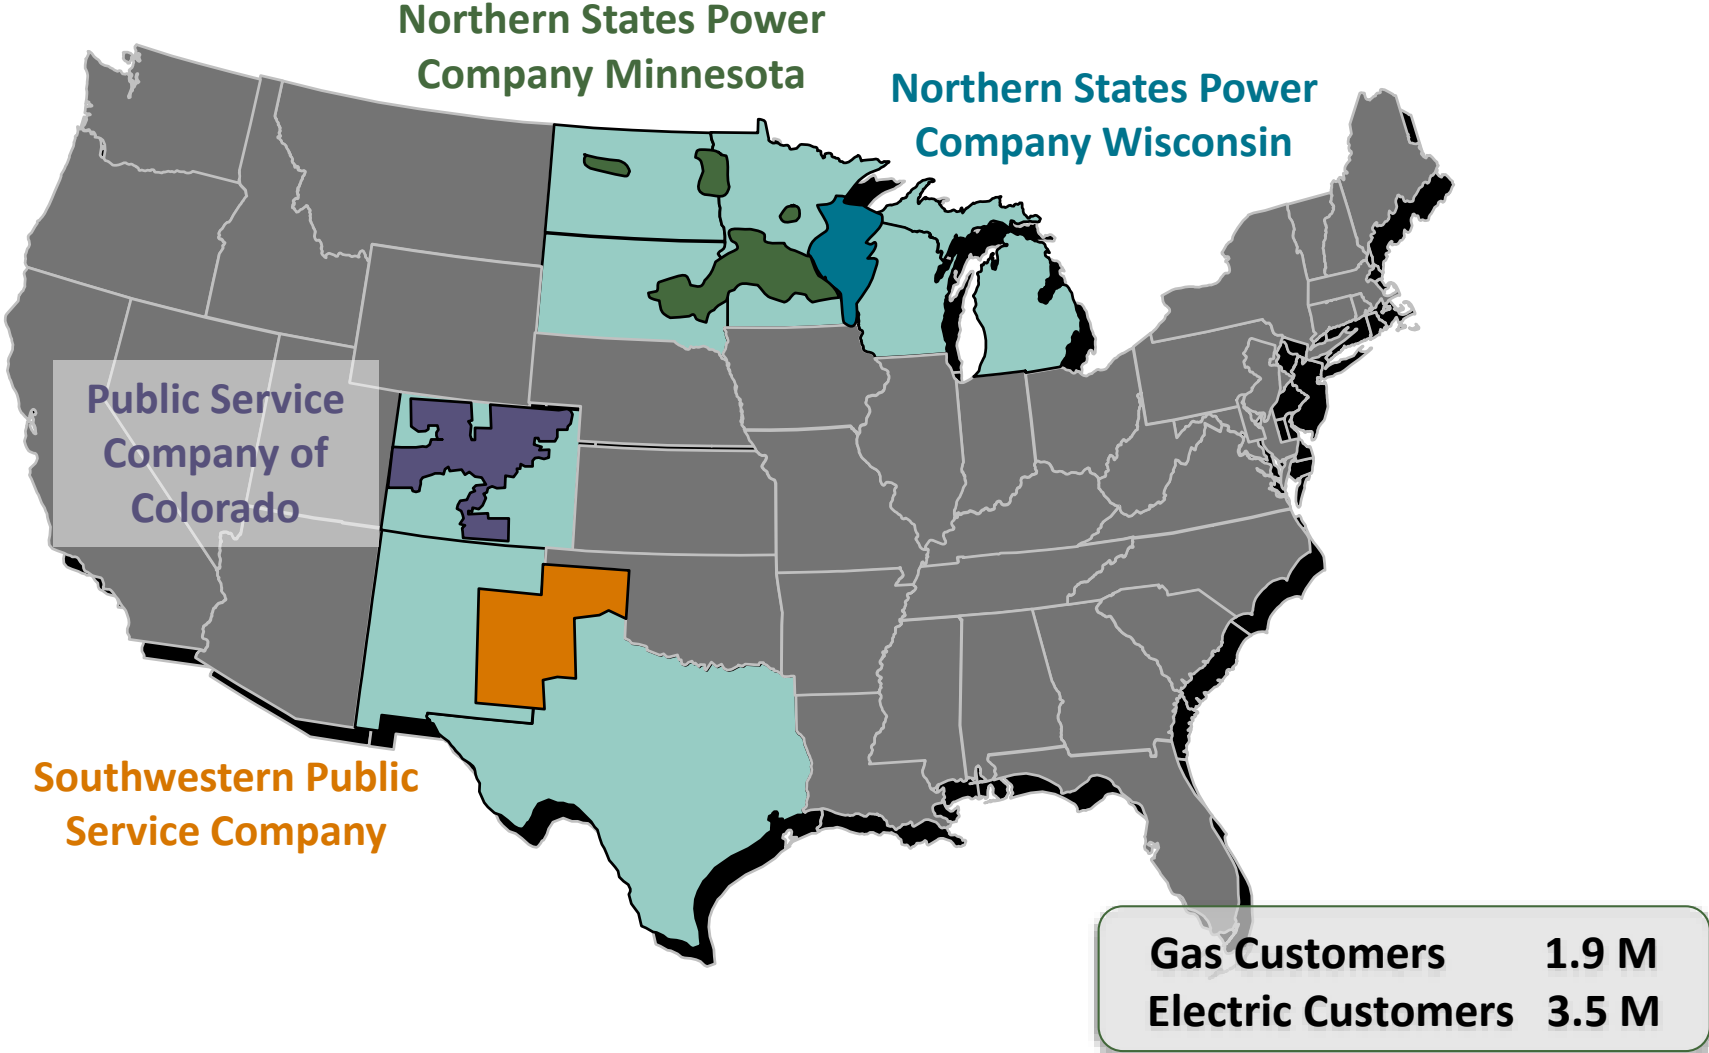 Northern States Power
Company Minnesota
Northern States Power
Company Wisconsin
Public Service
Company of
Colorado
Southwestern Public
Service Company
Gas Customers 1.9 M
Electric Customers 3.5 M